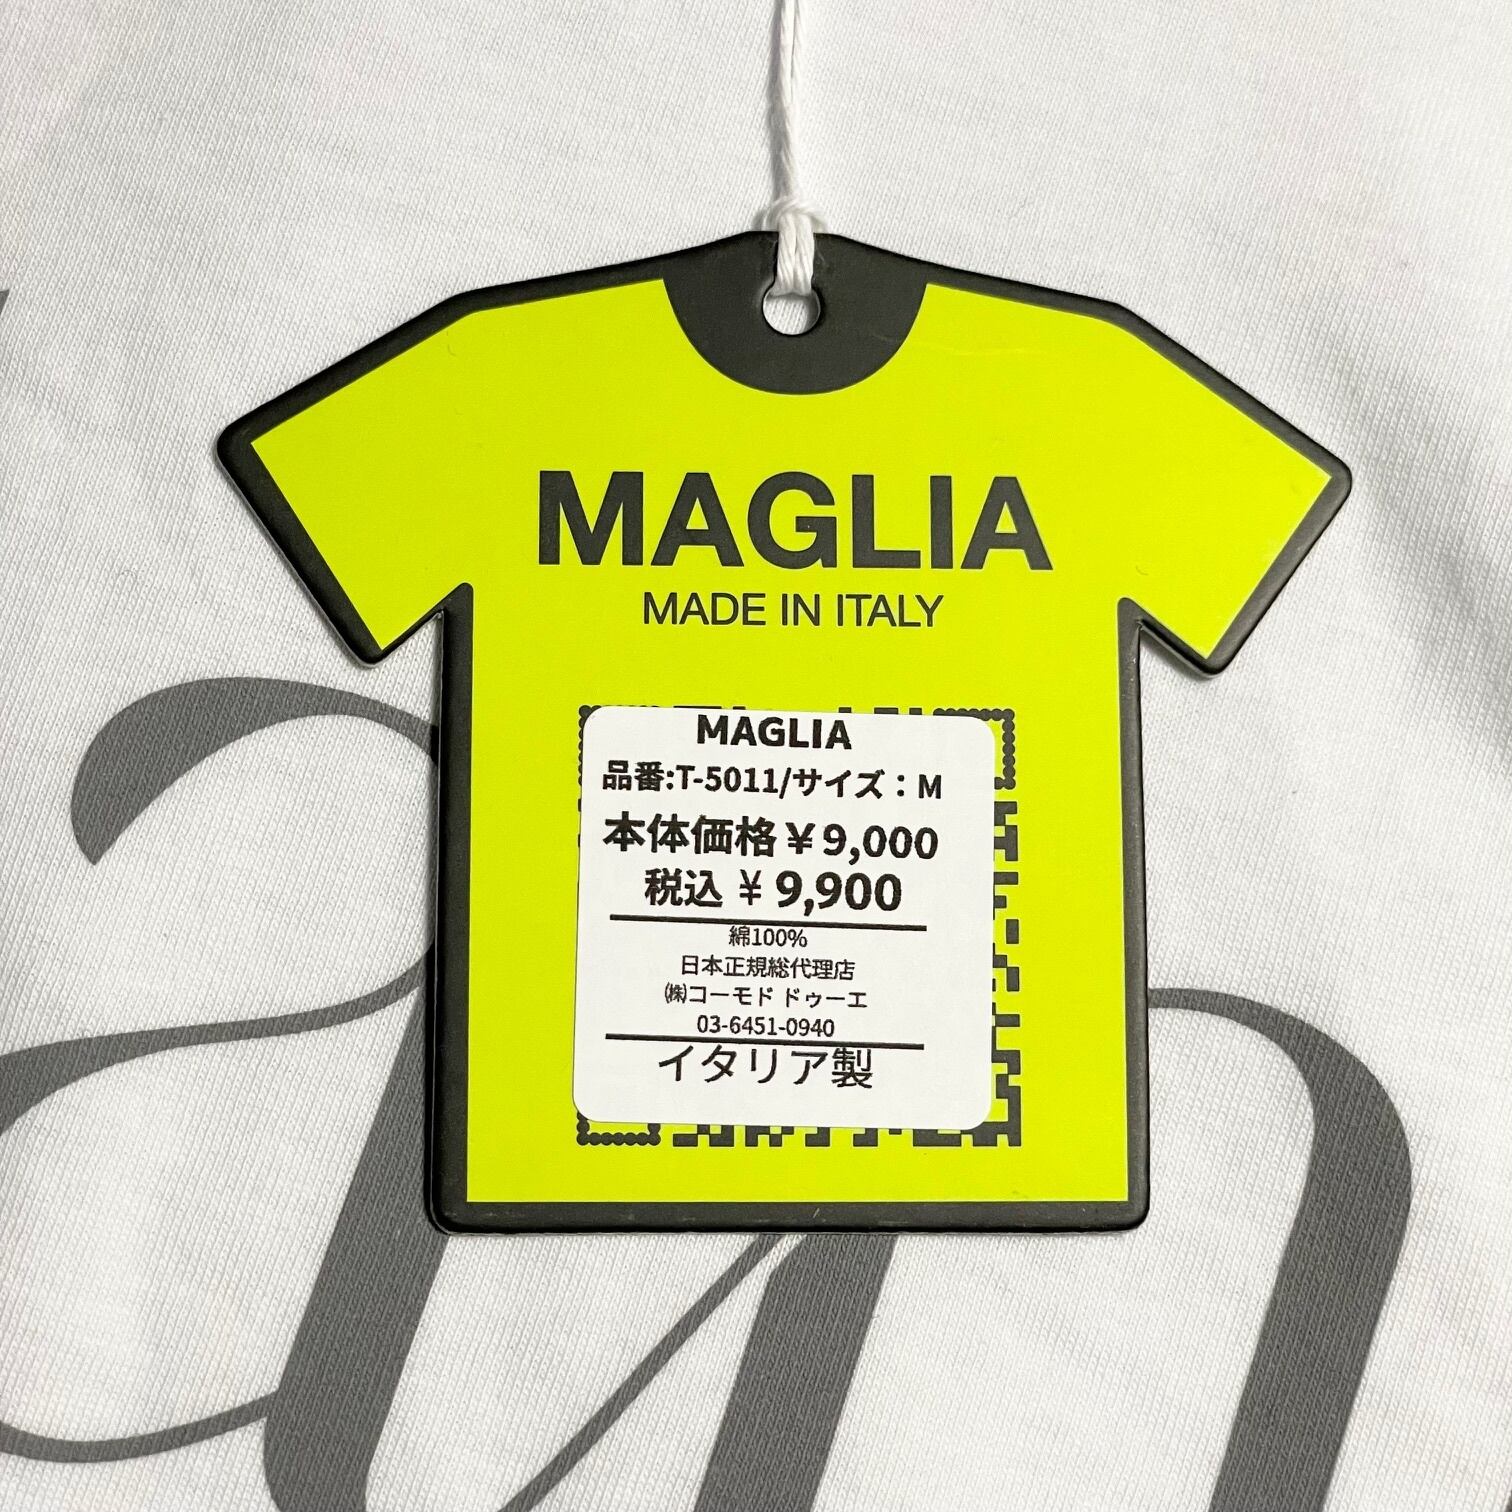 MAGLIA
MADE IN ITALY
MAGLIA
品番:T-5011/サイズ:M
本体価格¥9,000
税込 ¥9,900
綿100%
日本正規総代理店
㈱コーモド ドゥーエ
03-6451-0940
イタリア製